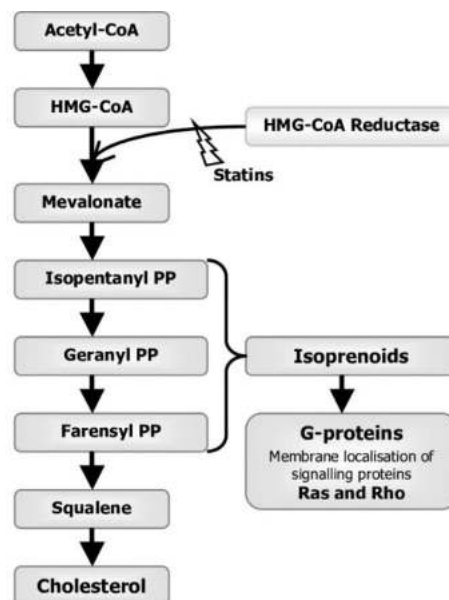 Acetyl-CoA
HMG-CoA
HMG-CoA Reductase
Statins
Mevalonate
Isopentanyl PP
Geranyl PP
Isoprenoids
Farensyl PP
G-proteins
Membrane localisation of
signalling proteins
Ras and Rho
Squalene
Cholesterol